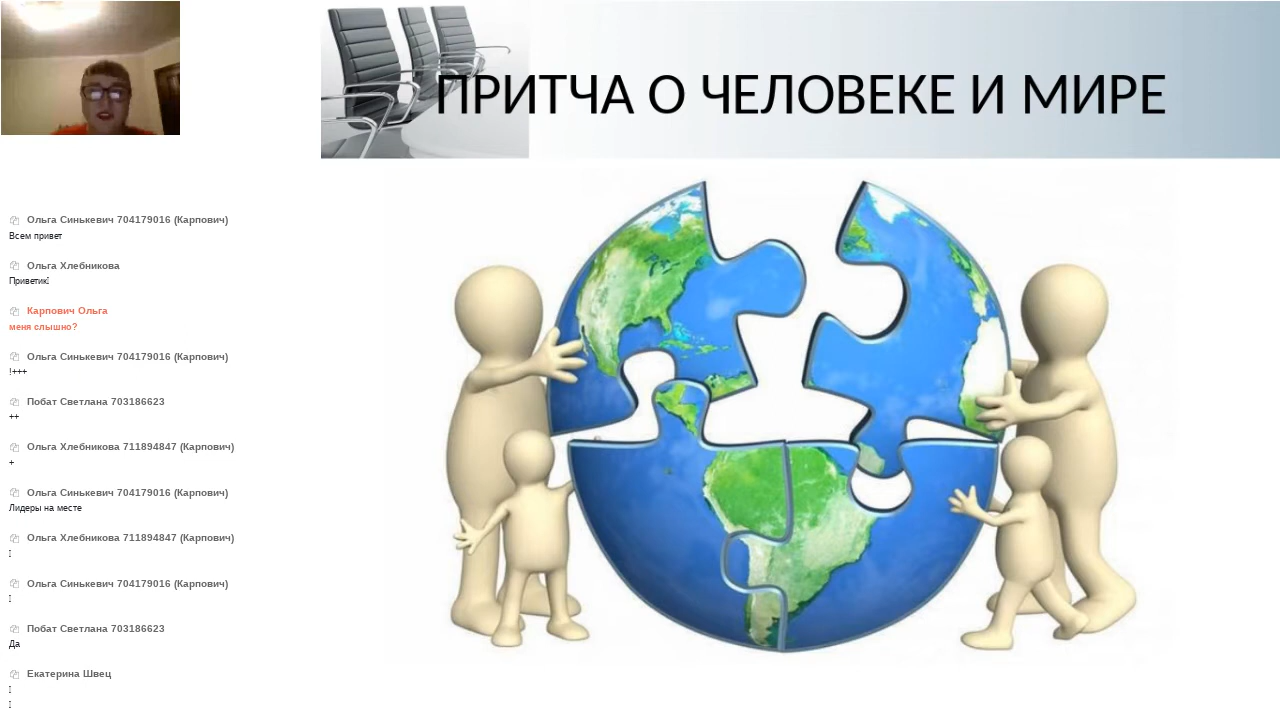 ПРИТЧА О ЧЕЛОВЕКЕ И МИРЕ
Ольга Синькевич 704179016 (Карпович)
Всем привет
Ольга Хлебникова
Приветик
Карпович Ольга
меня слышно?
Ольга Синькевич 704179016 (Карпович)
!+++
Побат Светлана 703186623
++
Ольга Хлебникова 711894847 (Карпович)
+
Ольга Синькевич 704179016 (Карпович)
Лидеры на месте
Ольга Хлебникова 711894847 (Карпович)
Ольга Синькевич 704179016 (Карпович)
Побат Светлана 703186623
Да
Екатерина Швец